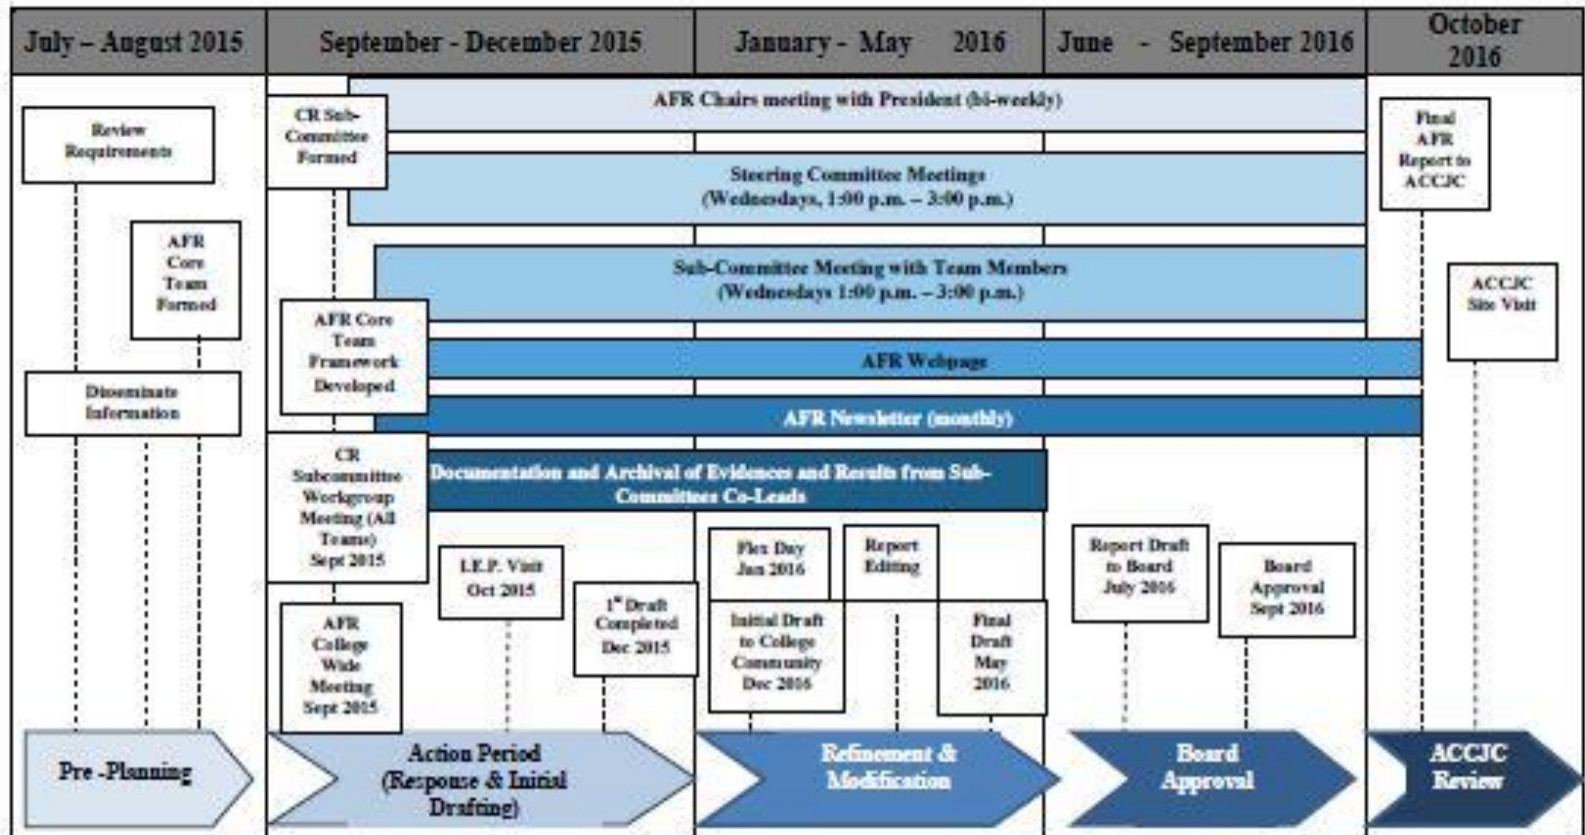 July – August 2015
September - December 2015
January - May 2016
June - September 2016
October
2016
Review
Requirements
AFR
Core
Team
Formed
Disseminate
Information
CR Sub-
Committee
Formed
AFR Chairs meeting with President (bi-weekly)
Steering Committee Meetings
(Wednesdays, 1:00 p.m. – 3:00 p.m.)
Sub-Committee Meeting with Team Members
(Wednesdays 1:00 p.m. – 3:00 p.m.)
AFR Core
Team
Framework
Developed
AFR Webpage
AFR Newsletter (monthly)
CR
Subcommittee
Workgroup
Meeting (All
Teams)
Sept 2015
Documentation and Archival of Evidences and Results from Sub-
Committees Co-Leads
AFR
College
Wide
Meeting
Sept 2015
I.E.P. Visit
Oct 2015
1st Draft
Completed
Dec 2015
Flex Day
Jan 2016
Report
Editing
Initial Draft
to College
Community
Dec 2016
Final
Draft
May
2016
Report Draft
to Board
July 2016
Board
Approval
Sept 2016
Final
AFR
Report to
ACCJC
ACCJC
Site Visit
Pre -Planning
Action Period
(Response & Initial
Drafting)
Refinement &
Modification
Board
Approval
ACCJC
Review